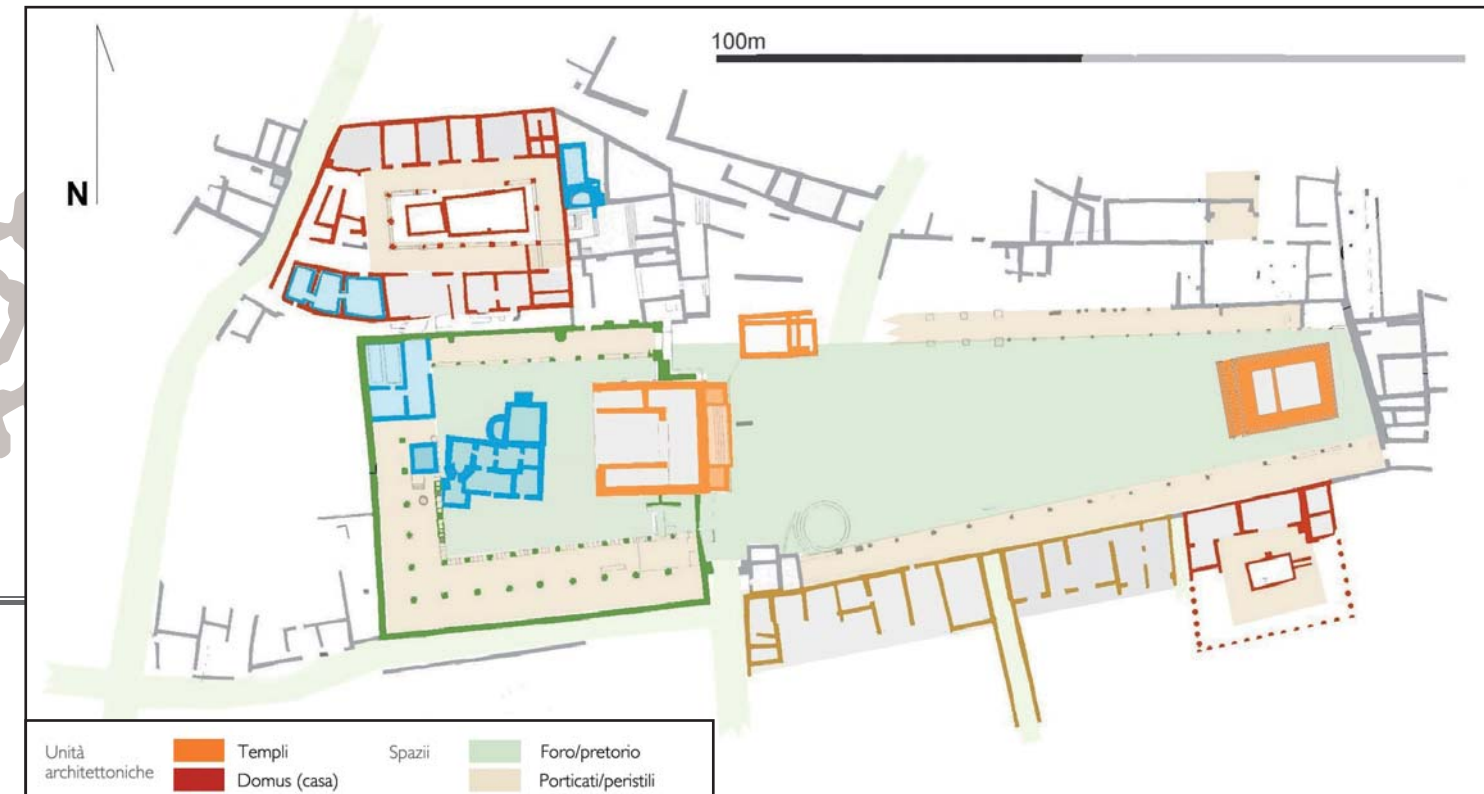 100m
N
Unità architettoniche
Templi
Domus (casa)
Spazii
Foro/pretorio
Porticati/peristili